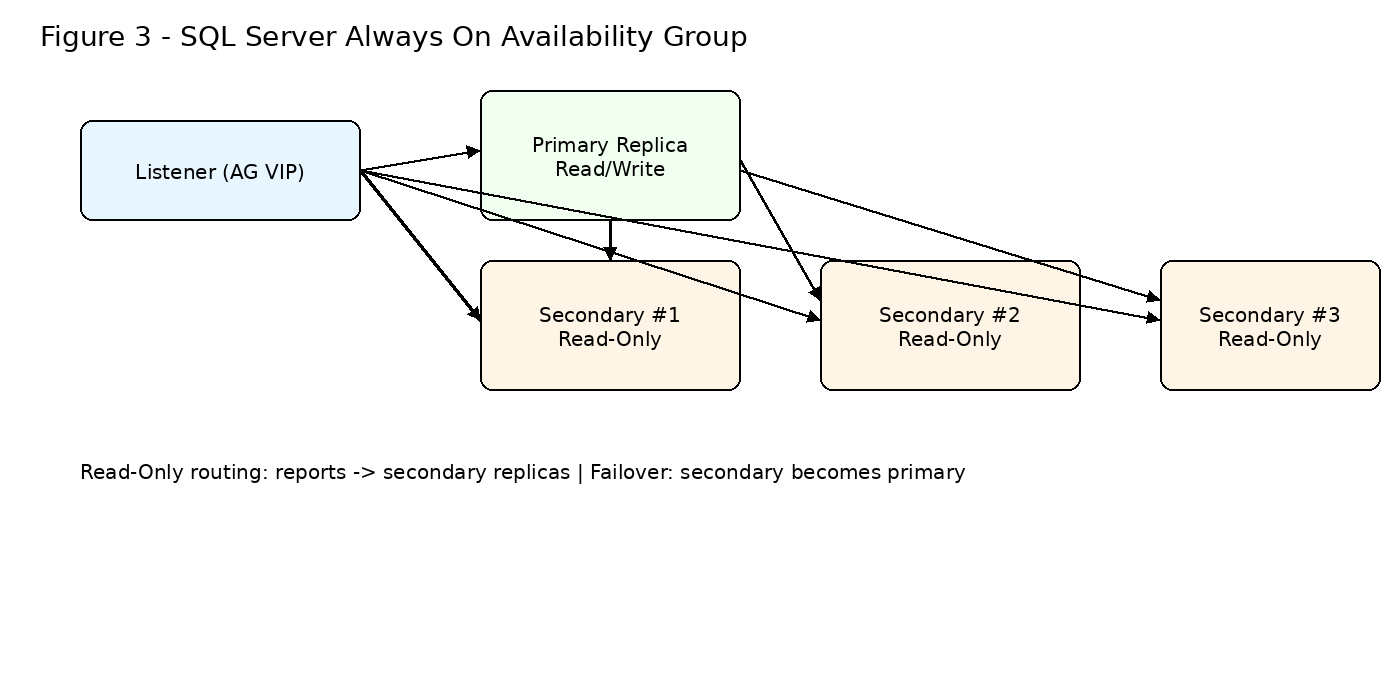 Figure 3 - SQL Server Always On Availability Group
Listener (AG VIP)
Primary Replica
Read/Write
Secondary #1
Read-Only
Secondary #2
Read-Only
Secondary #3
Read-Only
Read-Only routing: reports -> secondary replicas | Failover: secondary becomes primary